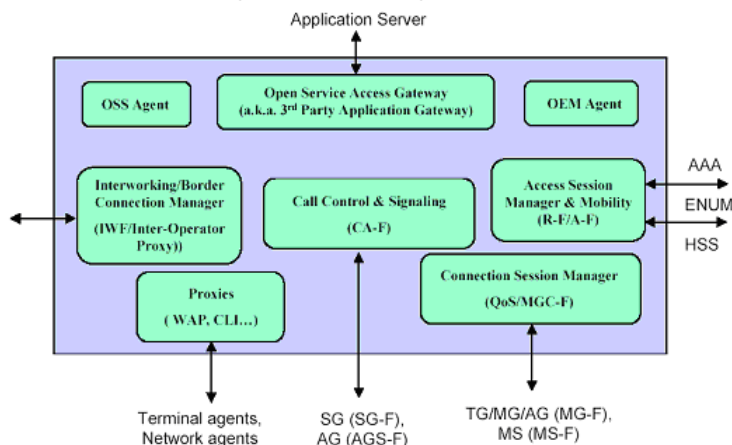 Application Server
OSS Agent
Open Service Access Gateway
(a.k.a. 3rd Party Application Gateway)
OEM Agent
Interworking/Border
Connection Manager
(IWF/Inter-Operator
Proxy))
Call Control & Signaling
(CA-F)
Access Session
Manager & Mobility
(R-F/A-F)
AAA
ENUM
HSS
Proxies
( WAP, CLI…)
Connection Session Manager
(QoS/MGC-F)
Terminal agents,
Network agents
SG (SG-F),
AG (AGS-F)
TG/MG/AG (MG-F),
MS (MS-F)